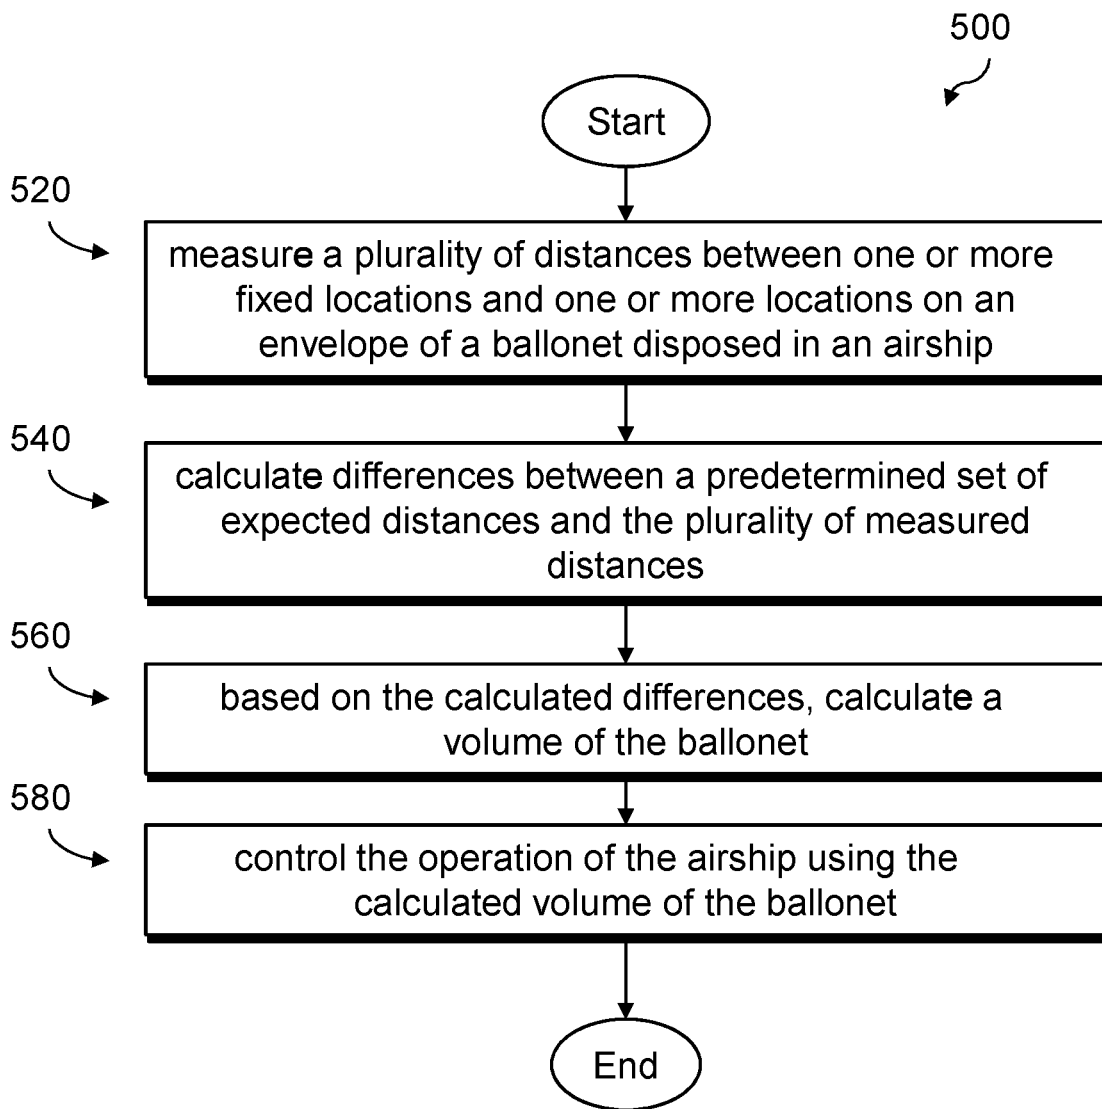 500
Start
520
measure a plurality of distances between one or more
fixed locations and one or more locations on an
envelope of a ballonet disposed in an airship
540
calculate differences between a predetermined set of
expected distances and the plurality of measured
distances
560
based on the calculated differences, calculate a
volume of the ballonet
580
control the operation of the airship using the
calculated volume of the ballonet
End